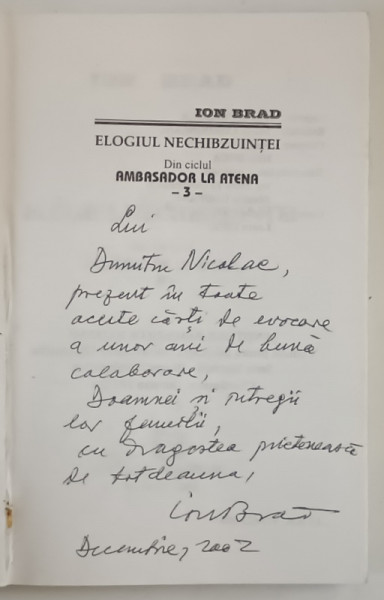 ION BRAD
ELOGIUL NECHIBZUINȚEI
Din ciclul
AMBASADOR LA ATENA
– 3 –
Lui
Dumitru Nicolae,
prezent în toate
aceste cărți de evocare
a unor ani de bună
colaborare,
Doamnei și întregii
lor familii,
cu dragostea prietenească
de totdeauna,
Ion Brad
Decembrie, 2002